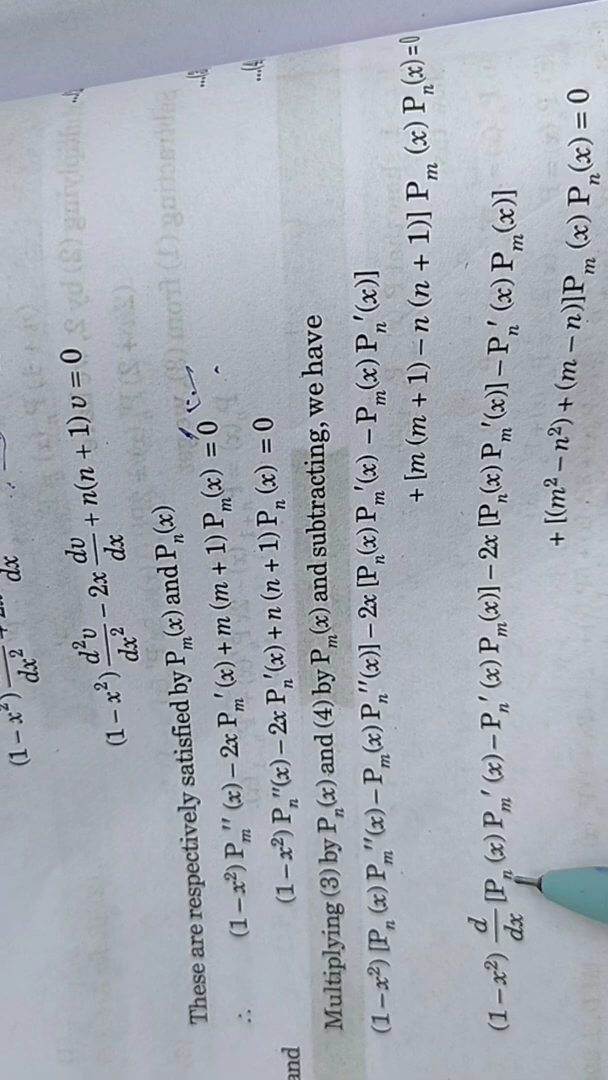 (1 – x²) d²v/dx² – 2x dv/dx + n(n + 1) v = 0
These are respectively satisfied by Pₘ(x) and Pₙ(x)
∴ (1 – x²) Pₘ′′ (x) – 2x Pₘ′ (x) + m (m + 1) Pₘ(x) = 0
and (1 – x²) Pₙ′′(x) – 2x Pₙ′(x) + n (n + 1) Pₙ (x) = 0
Multiplying (3) by Pₙ(x) and (4) by Pₘ(x) and subtracting, we have
(1 – x²) [Pₙ (x) Pₘ′′(x) – Pₘ(x) Pₙ′′(x)] – 2x [Pₙ(x) Pₘ′(x) – Pₘ(x) Pₙ′(x)]
+ [m (m + 1) – n (n + 1)] Pₘ (x) Pₙ(x) = 0
(1 – x²) d/dx [Pₙ (x) Pₘ′ (x) – Pₙ′ (x) Pₘ(x)] – 2x [Pₙ(x) Pₘ′(x)] – Pₙ′ (x) Pₘ(x)]
+ [(m² – n²) + (m – n)]Pₘ (x) Pₙ(x) = 0